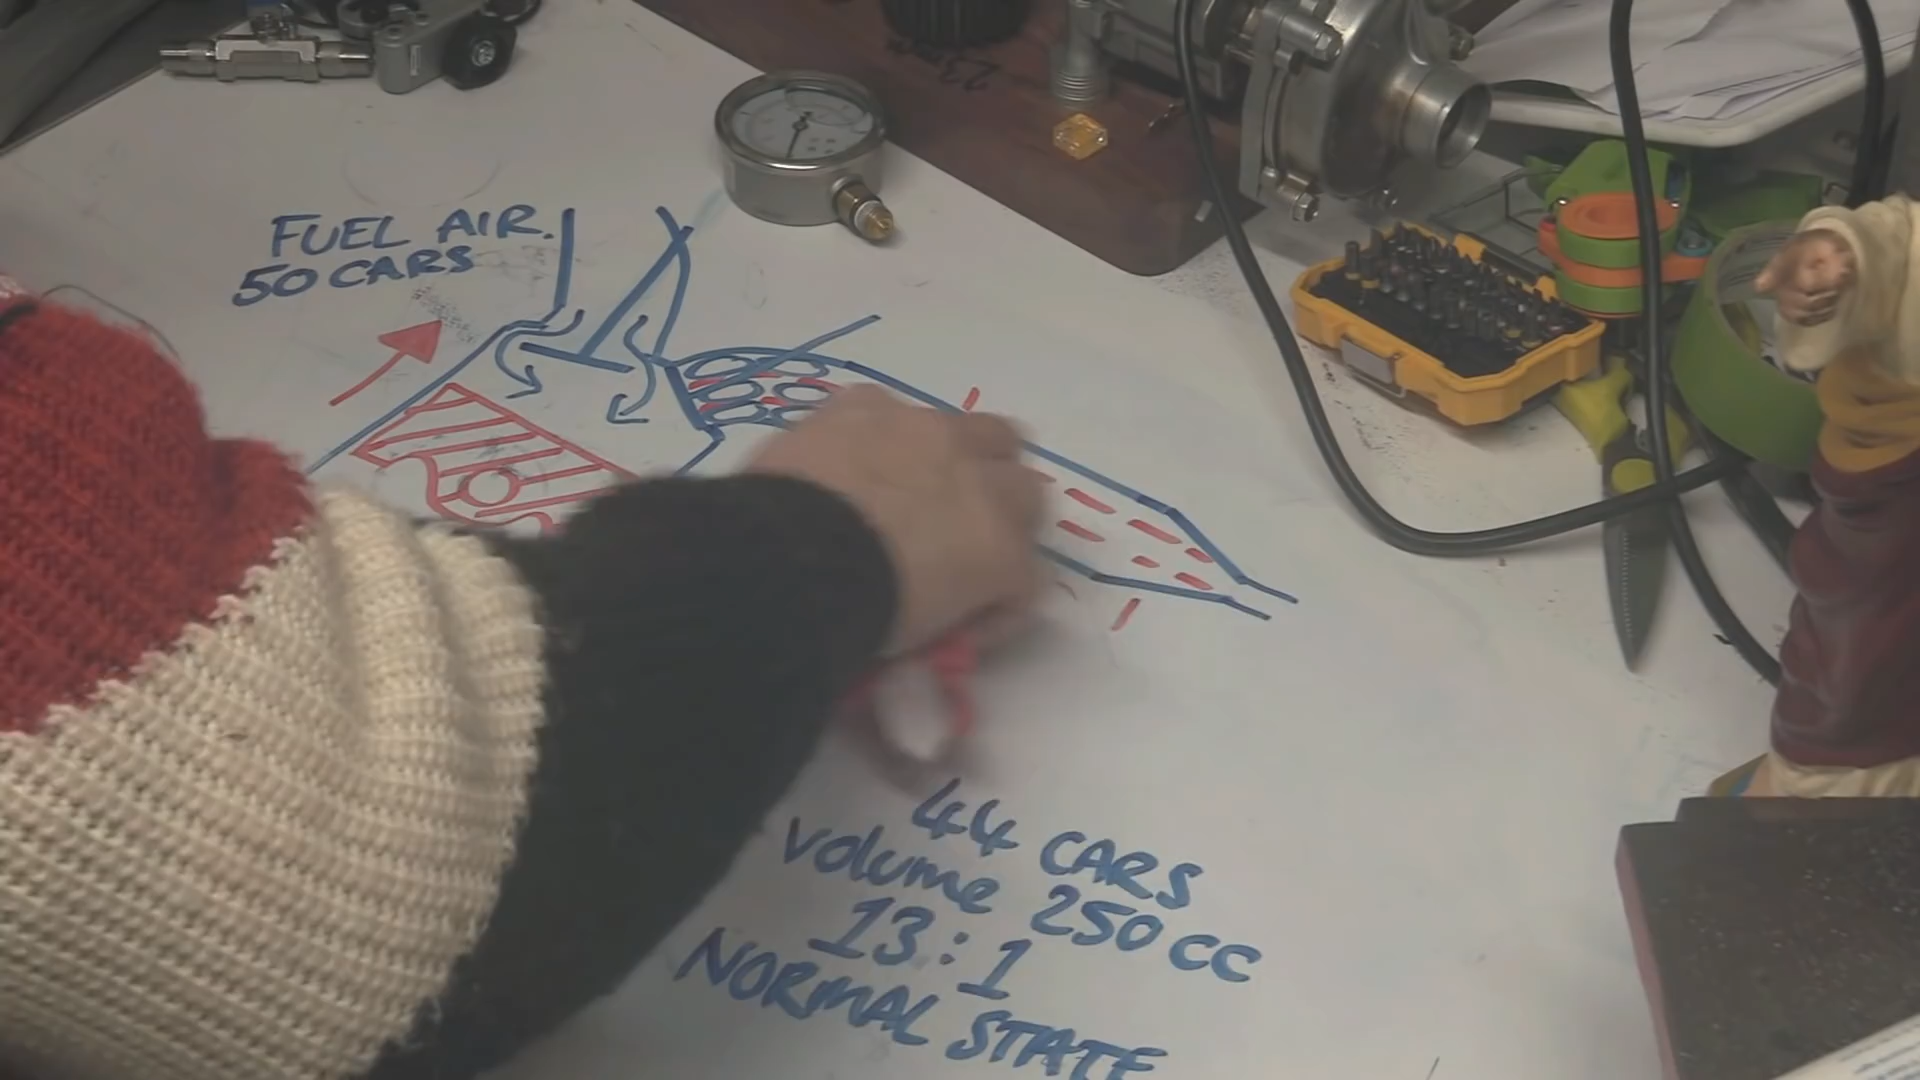 FUEL AIR.
50 CARS
44 CARS
volume 250 cc
13:1
NORMAL STATE